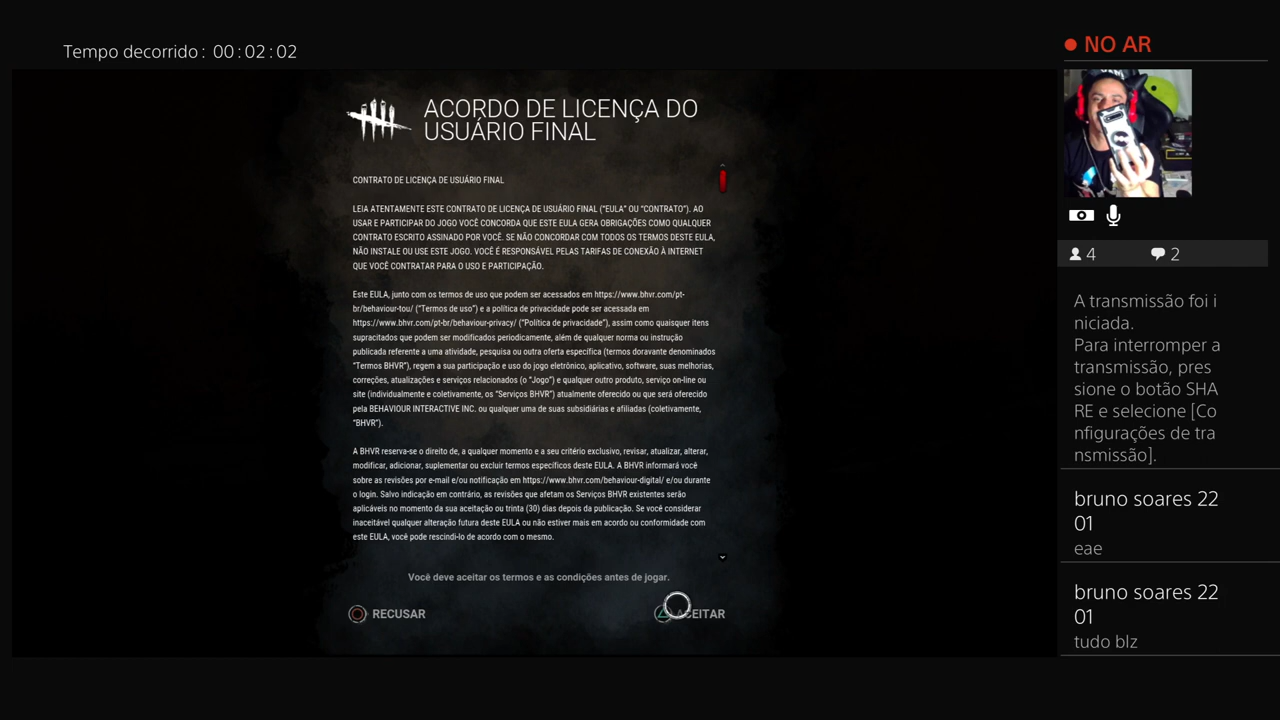 Tempo decorrido : 00:02:02
NO AR
ACORDO DE LICENÇA DO
USUÁRIO FINAL
CONTRATO DE LICENÇA DE USUÁRIO FINAL
LEIA ATENTAMENTE ESTE CONTRATO DE LICENÇA DE USUÁRIO FINAL ("EULA" OU "CONTRATO"). AO
USAR E PARTICIPAR DO JOGO VOCÊ CONCORDA QUE ESTE EULA GERA OBRIGAÇÕES COMO QUALQUER
CONTRATO ESCRITO ASSINADO POR VOCÊ. SE NÃO CONCORDAR COM TODOS OS TERMOS DESTE EULA,
NÃO INSTALE OU USE ESTE JOGO. VOCÊ É RESPONSÁVEL PELAS TARIFAS DE CONEXÃO À INTERNET
QUE VOCÊ CONTRATAR PARA O USO E PARTICIPAÇÃO.
Este EULA, junto com os termos de uso que podem ser acessados em https://www.bhvr.com/pt-
br/behaviour-tou/ ("Termos de uso") e a política de privacidade pode ser acessada em
https://www.bhvr.com/pt-br/behaviour-privacy/ ("Política de privacidade"), assim como quaisquer itens
supracitados que podem ser modificados periodicamente, além de qualquer norma ou instrução
publicada referente a uma atividade, pesquisa ou outra oferta específica (termos doravante denominados
"Termos BHVR"), regem a sua participação e uso do jogo eletrônico, aplicativo, software, suas melhorias,
correções, atualizações e serviços relacionados (o "Jogo") e qualquer outro produto, serviço on-line ou
site (individualmente e coletivamente, os "Serviços BHVR") atualmente oferecido ou que será oferecido
pela BEHAVIOUR INTERACTIVE INC. ou qualquer uma de suas subsidiárias e afiliadas (coletivamente,
"BHVR").
A BHVR reserva-se o direito de, a qualquer momento e a seu critério exclusivo, revisar, atualizar, alterar,
modificar, adicionar, suplementar ou excluir termos específicos deste EULA. A BHVR informará você
sobre as revisões por e-mail e/ou notificação em https://www.bhvr.com/behaviour-digital/ e/ou durante
o login. Salvo indicação em contrário, as revisões que afetam os Serviços BHVR existentes serão
aplicáveis no momento da sua aceitação ou trinta (30) dias depois da publicação. Se você considerar
inaceitável qualquer alteração futura deste EULA ou não estiver mais em acordo ou conformidade com
este EULA, você pode rescindi-lo de acordo com o mesmo.
Você deve aceitar os termos e as condições antes de jogar.
RECUSAR
ACEITAR
4
2
A transmissão foi i
niciada.
Para interromper a
transmissão, pres
sione o botão SHA
RE e selecione [Co
nfigurações de tra
nsmissão].
bruno soares 22
01
eae
bruno soares 22
01
tudo blz